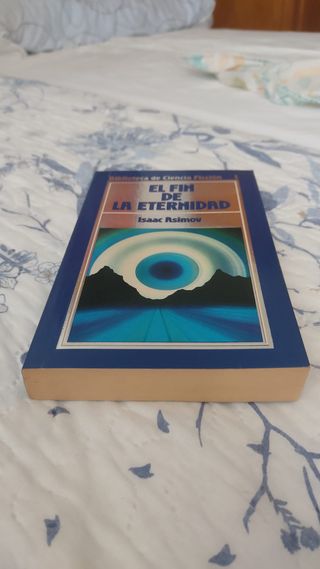 Biblioteca de Ciencia Ficción
EL FIN
DE
LA ETERNIDAD
Isaac Asimov